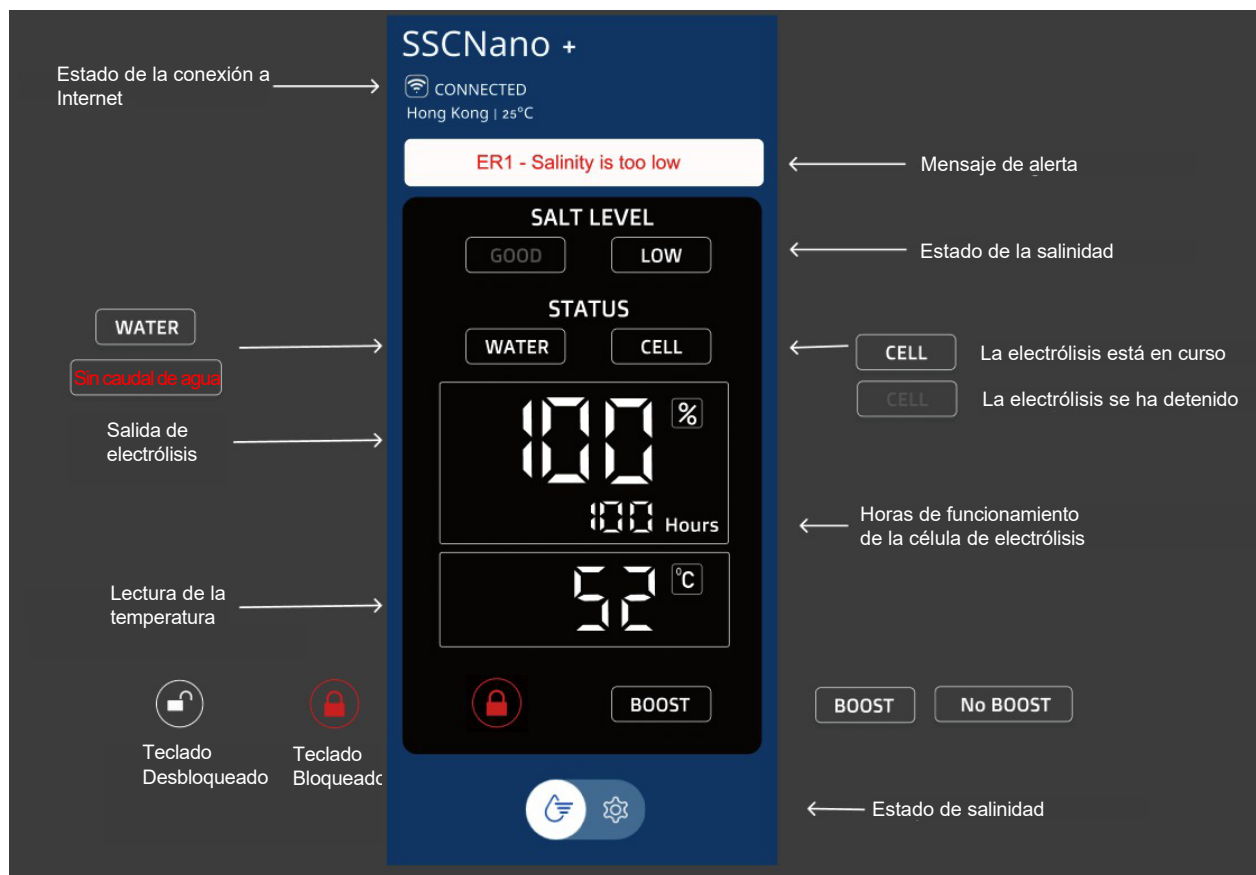 SSCNano +
Estado de la conexión a
Internet
CONNECTED
Hong Kong | 25°C
ER1 - Salinity is too low
Mensaje de alerta
SALT LEVEL
GOOD
LOW
Estado de la salinidad
STATUS
WATER
Sin caudal de agua
WATER
CELL
CELL
La electrólisis está en curso
CELL
La electrólisis se ha detenido
Salida de
electrólisis
100 %
100 Hours
Horas de funcionamiento
de la célula de electrólisis
Lectura de la
temperatura
52 °C
BOOST
BOOST
No BOOST
Teclado
Desbloqueado
Teclado
Bloqueado
Estado de salinidad